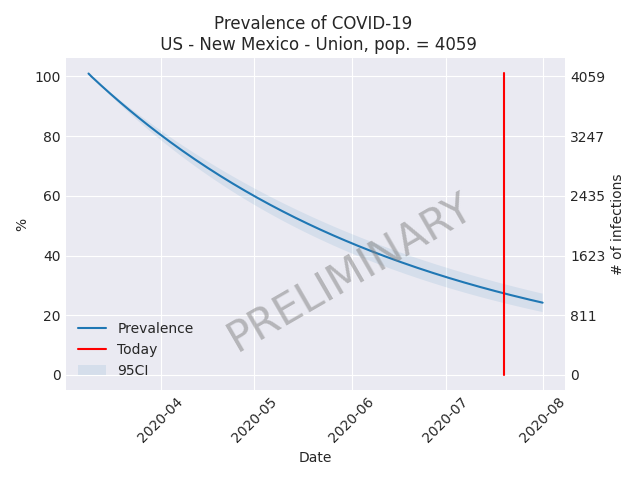 Prevalence of COVID-19
US - New Mexico - Union, pop. = 4059
100
80
60
40
20
0
%
4059
3247
2435
1623
811
0
# of infections
PRELIMINARY
Prevalence
Today
95CI
2020-04
2020-05
2020-06
2020-07
2020-08
Date